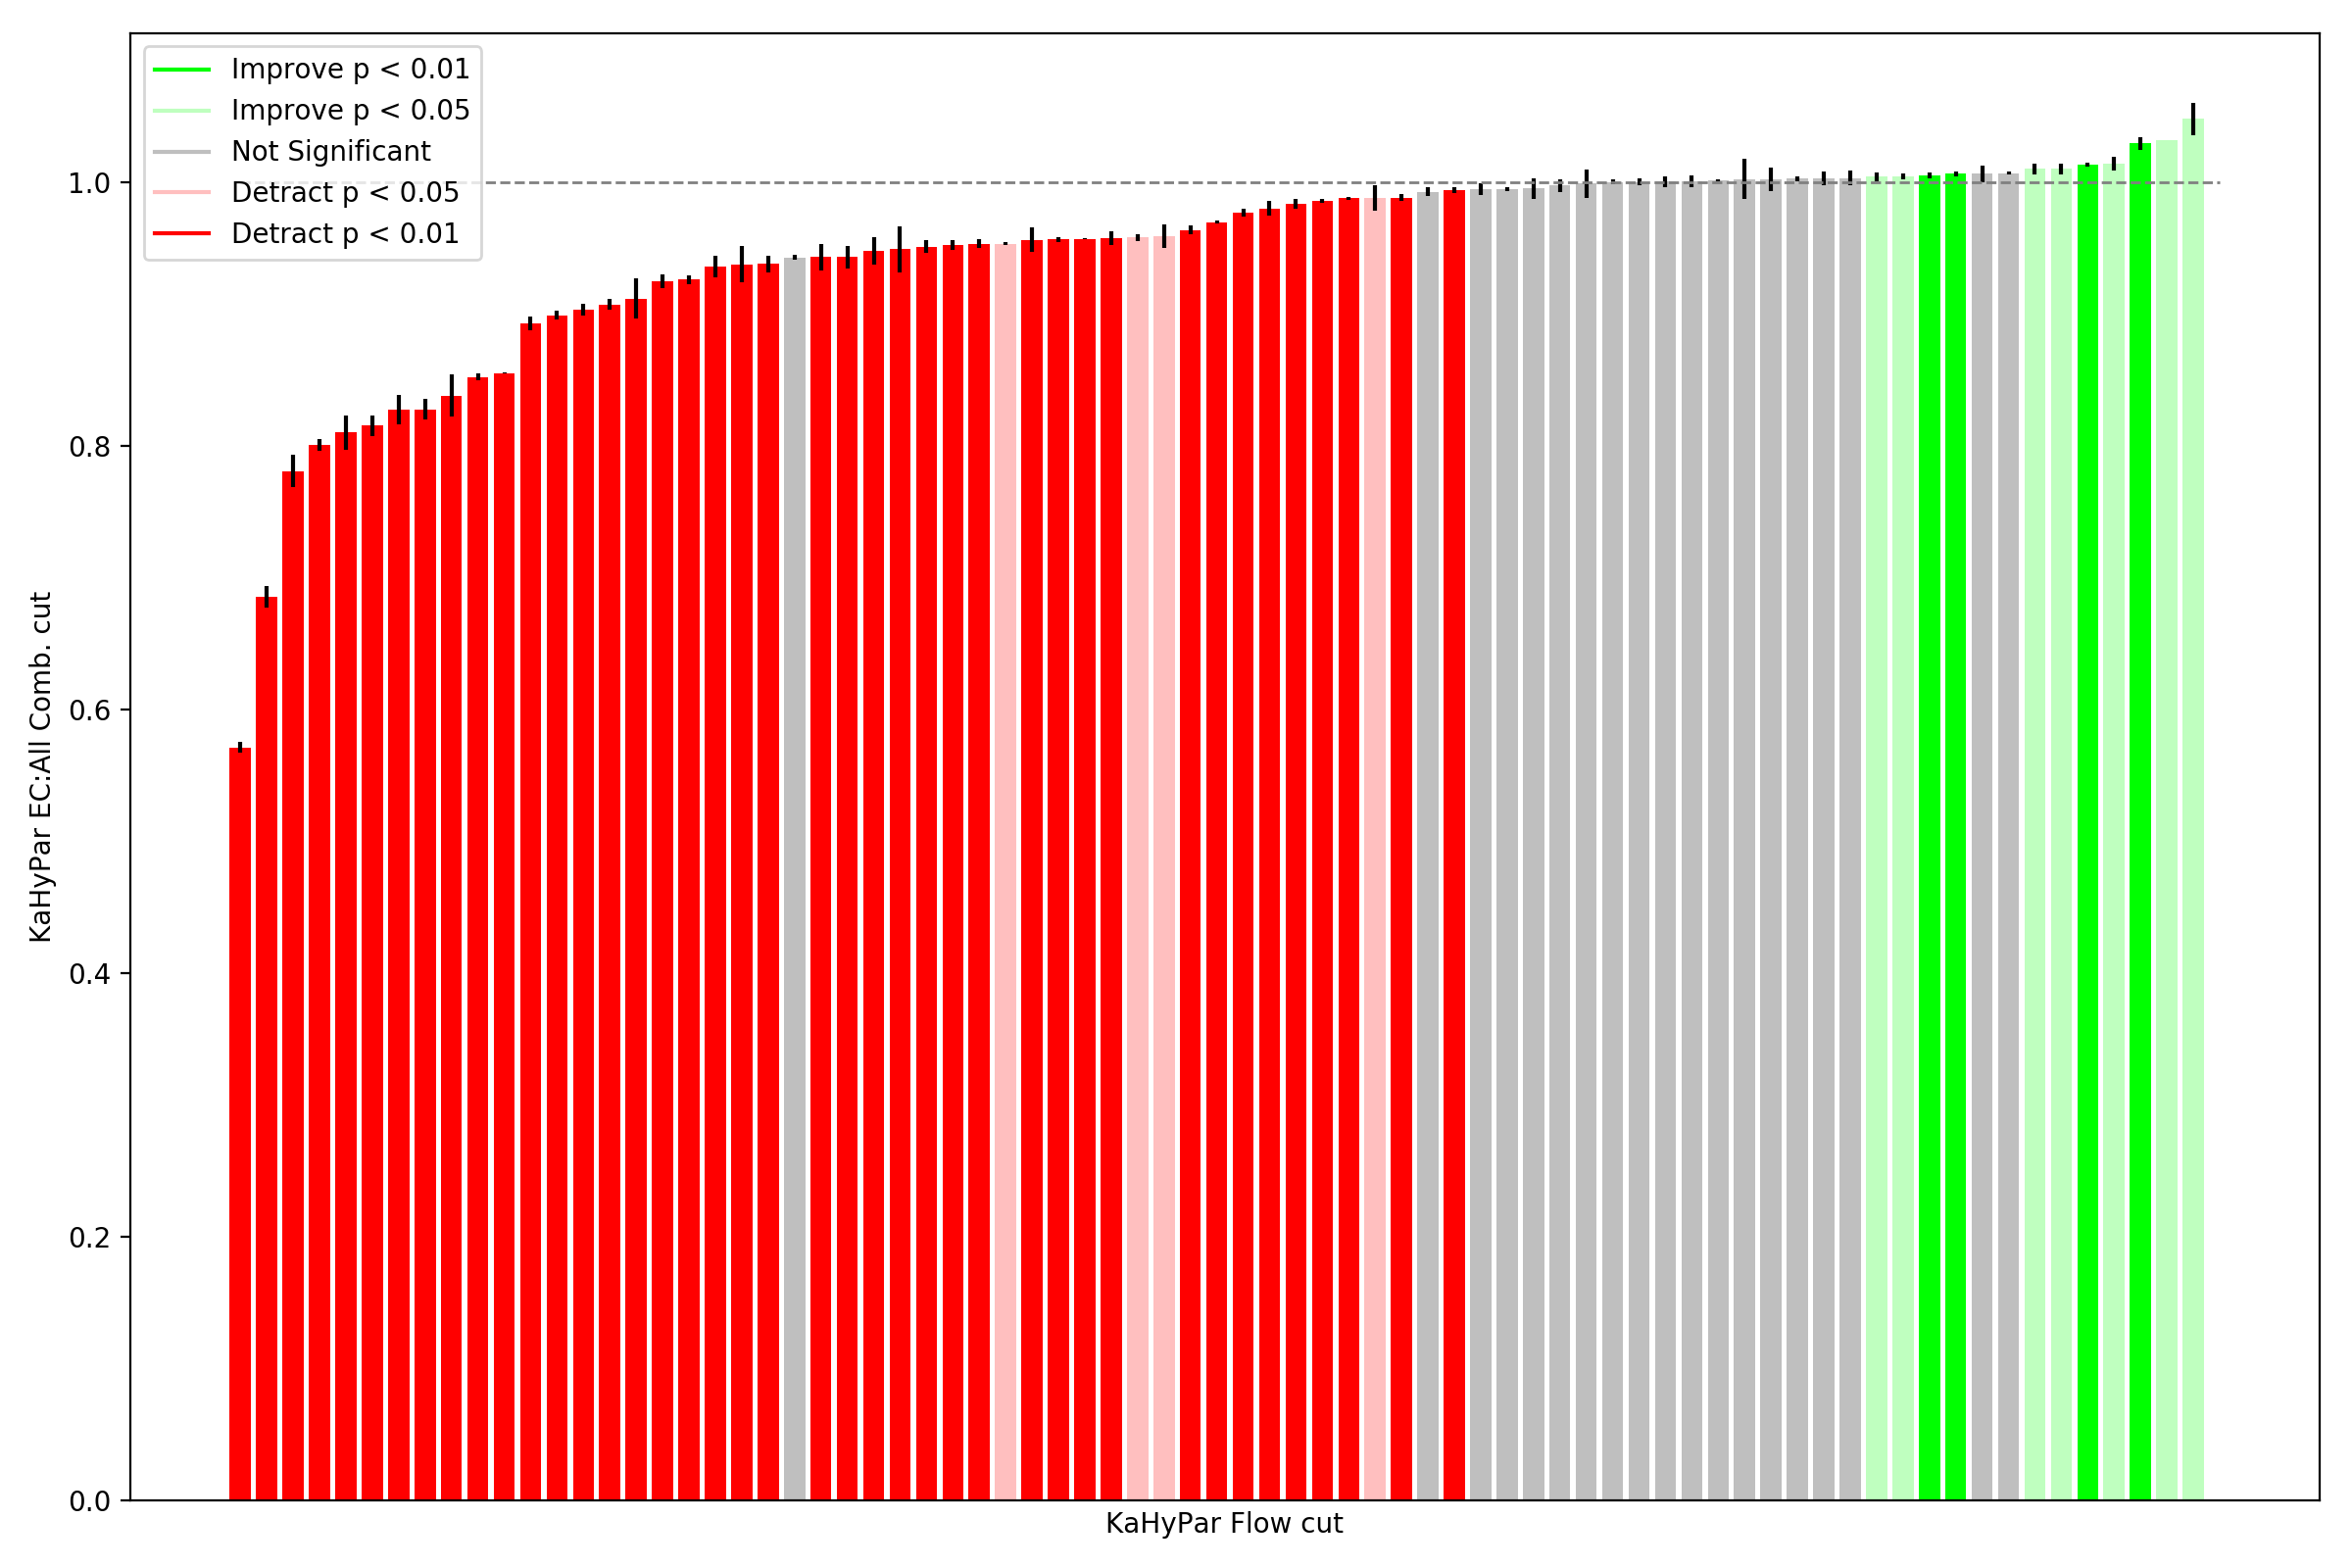 Improve p < 0.01
Improve p < 0.05
Not Significant
Detract p < 0.05
Detract p < 0.01
1.0
0.8
0.6
0.4
0.2
0.0
KaHyPar EC:All Comb. cut
KaHyPar Flow cut